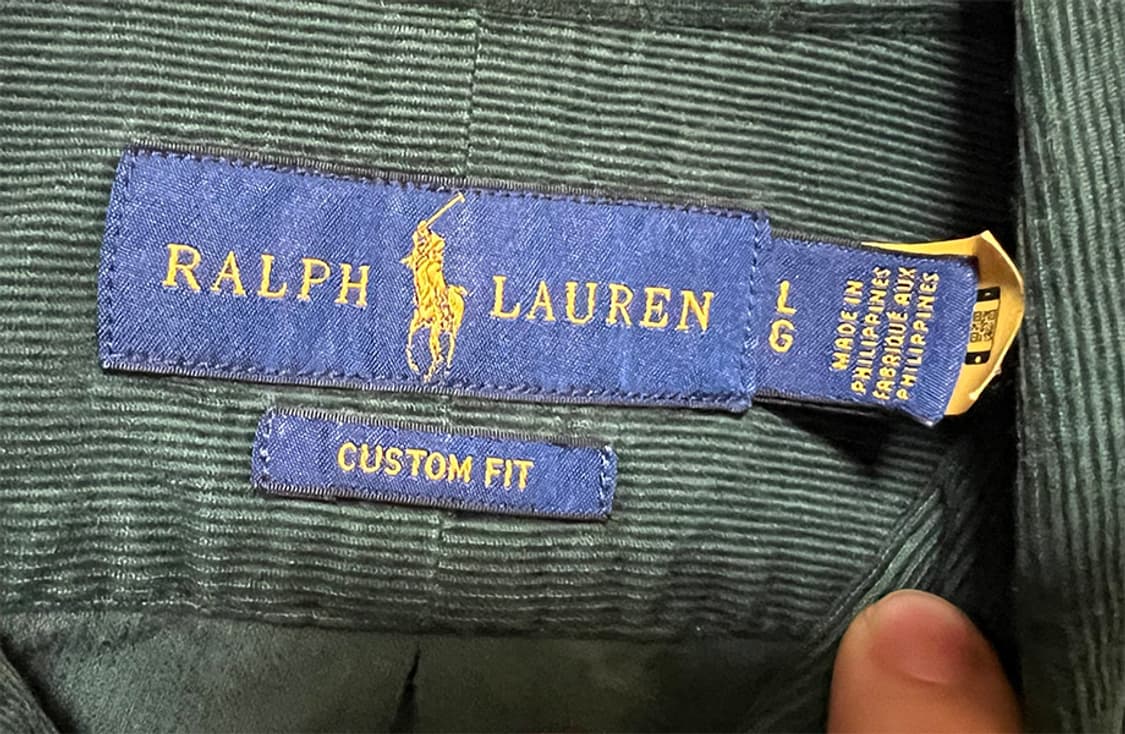 RALPH LAUREN
L
G
MADE IN
PHILIPPINES
FABRIQUÉ AUX
PHILIPPINES
CUSTOM FIT